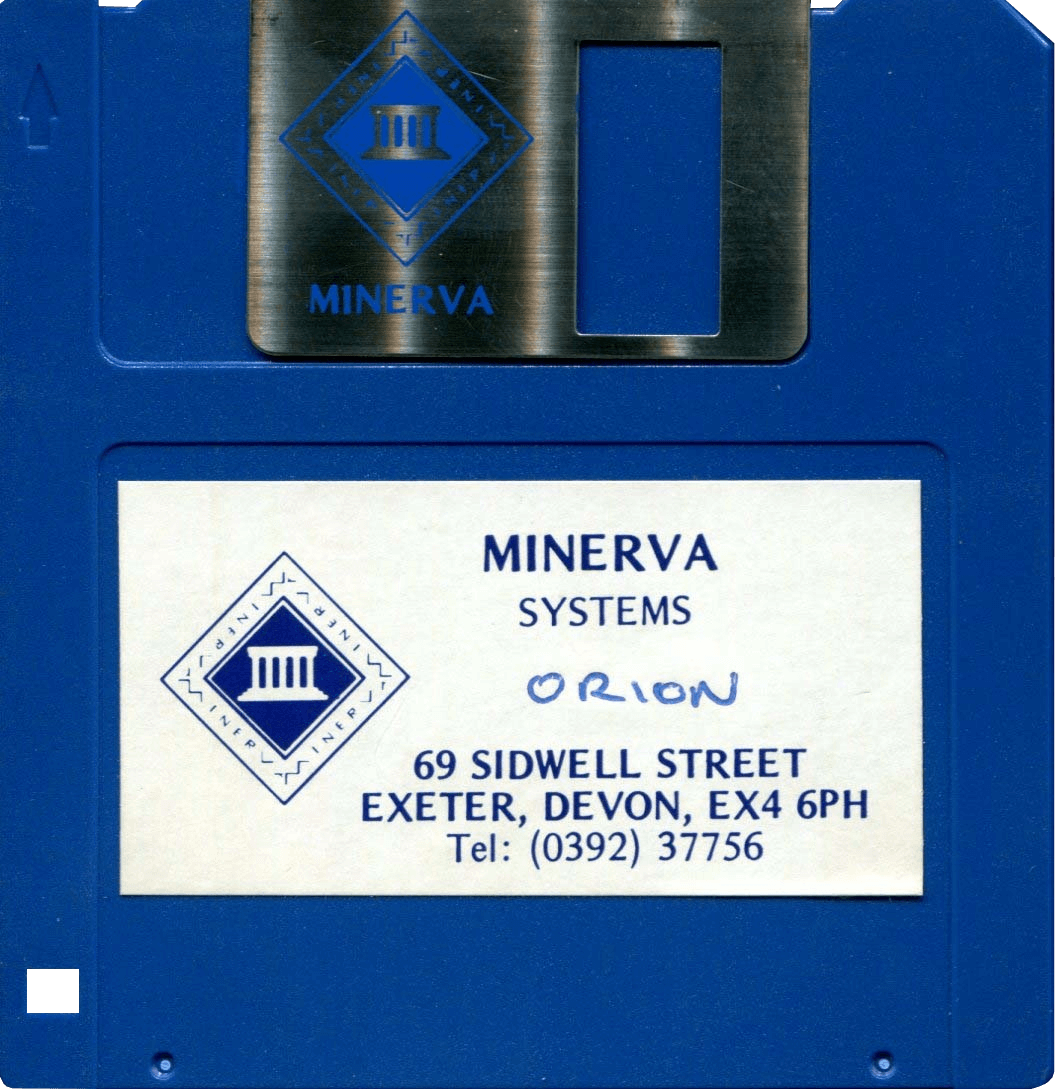 MINERVA
MINERVA
SYSTEMS
ORION
69 SIDWELL STREET
EXETER, DEVON, EX4 6PH
Tel: (0392) 37756